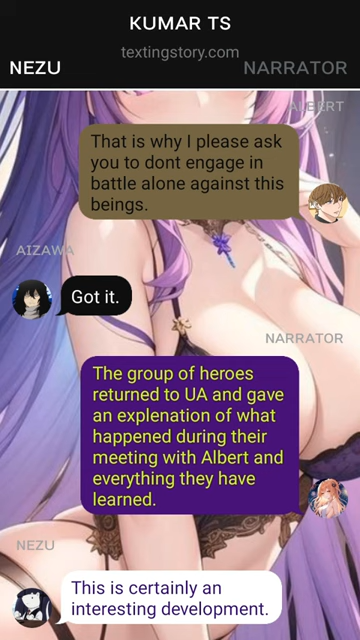 KUMAR TS
textingstory.com
NEZU
NARRATOR
ALBERT
That is why I please ask
you to dont engage in
battle alone against this
beings.
AIZAWA
Got it.
NARRATOR
The group of heroes
returned to UA and gave
an explenation of what
happened during their
meeting with Albert and
everything they have
learned.
NEZU
This is certainly an
interesting development.